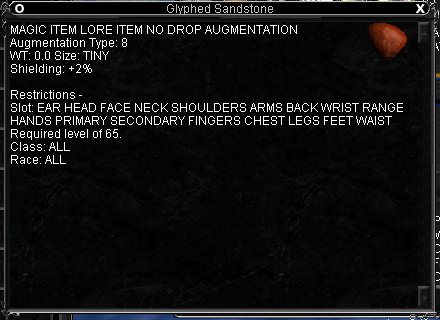 O Glyphed Sandstone X
MAGIC ITEM LORE ITEM NO DROP AUGMENTATION
Augmentation Type: 8
WT: 0.0 Size: TINY
Shielding: +2%
Restrictions -
Slot: EAR HEAD FACE NECK SHOULDERS ARMS BACK WRIST RANGE
HANDS PRIMARY SECONDARY FINGERS CHEST LEGS FEET WAIST
Required level of 65.
Class: ALL
Race: ALL